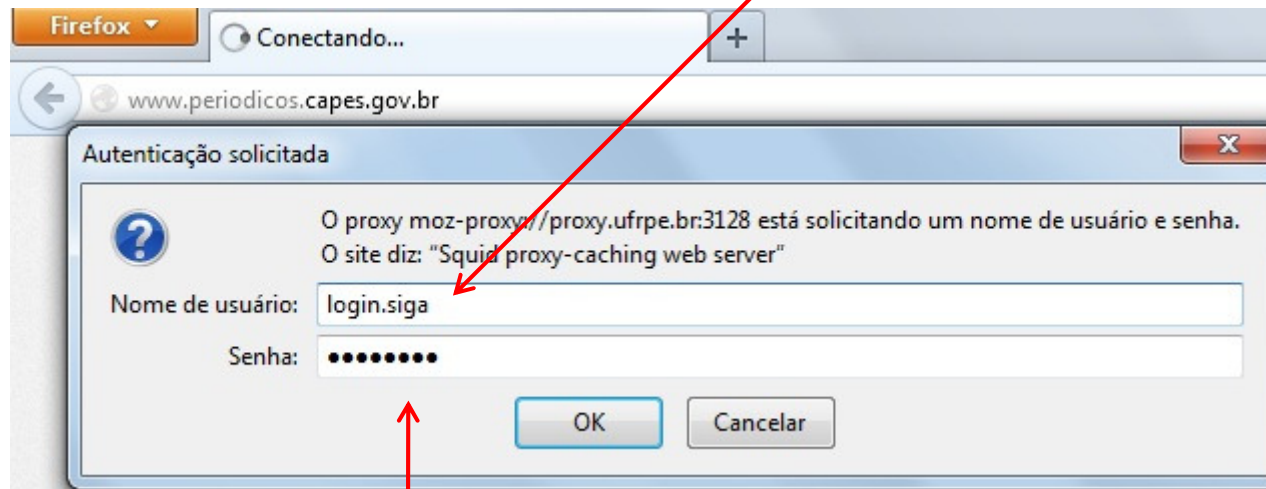 Firefox
Conectando...
www.periodicos.capes.gov.br
Autenticação solicitada
O proxy moz-proxy://proxy.ufrpe.br:3128 está solicitando um nome de usuário e senha.
O site diz: "Squid proxy-caching web server"
Nome de usuário: login.siga
Senha: ••••••••
OK Cancelar